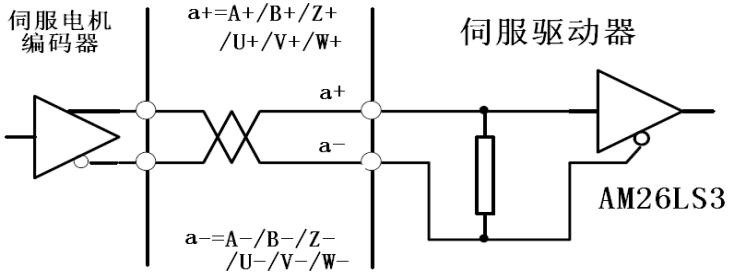 伺服电机
编码器
a+=A+/B+/Z+
/U+/V+/W+
伺服驱动器
a+
a-
AM26LS3
a-=A-/B-/Z-
/U-/V-/W-